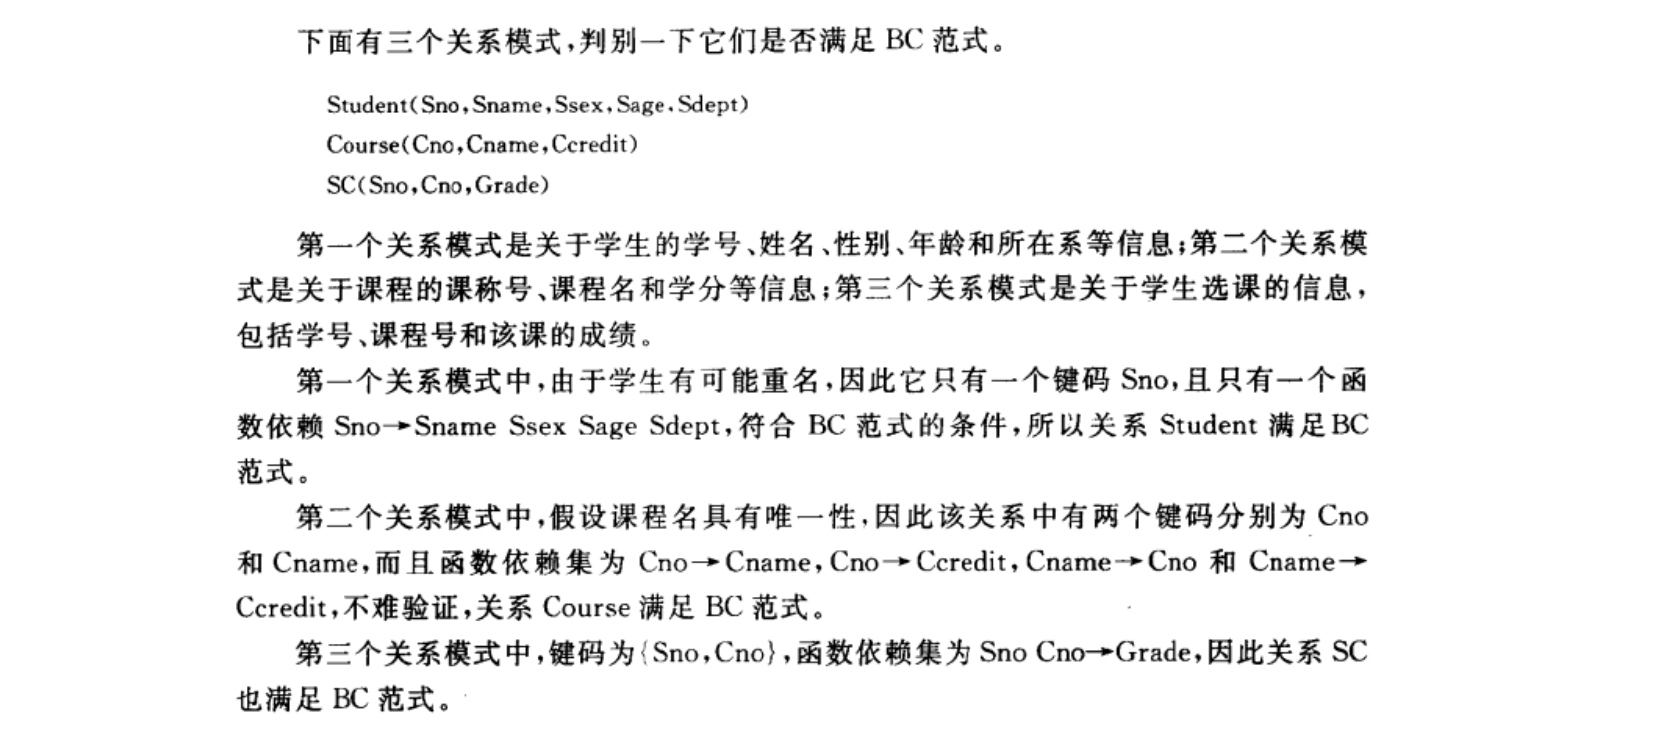 下面有三个关系模式,判别一下它们是否满足 BC 范式。
Student(Sno,Sname,Ssex,Sage,Sdept)
Course(Cno,Cname,Ccredit)
SC(Sno,Cno,Grade)
第一个关系模式是关于学生的学号、姓名、性别、年龄和所在系等信息;第二个关系模
式是关于课程的课称号、课程名和学分等信息;第三个关系模式是关于学生选课的信息,
包括学号、课程号和该课的成绩。
第一个关系模式中,由于学生有可能重名,因此它只有一个键码 Sno,且只有一个函
数依赖 Sno→Sname Ssex Sage Sdept,符合 BC 范式的条件,所以关系 Student 满足BC
范式。
第二个关系模式中,假设课程名具有唯一性,因此该关系中有两个键码分别为 Cno
和 Cname,而且函数依赖集为 Cno→Cname,Cno→Ccredit,Cname→Cno 和 Cname→
Ccredit,不难验证,关系 Course 满足 BC 范式。
第三个关系模式中,键码为{Sno,Cno},函数依赖集为 Sno Cno→Grade,因此关系 SC
也满足 BC 范式。